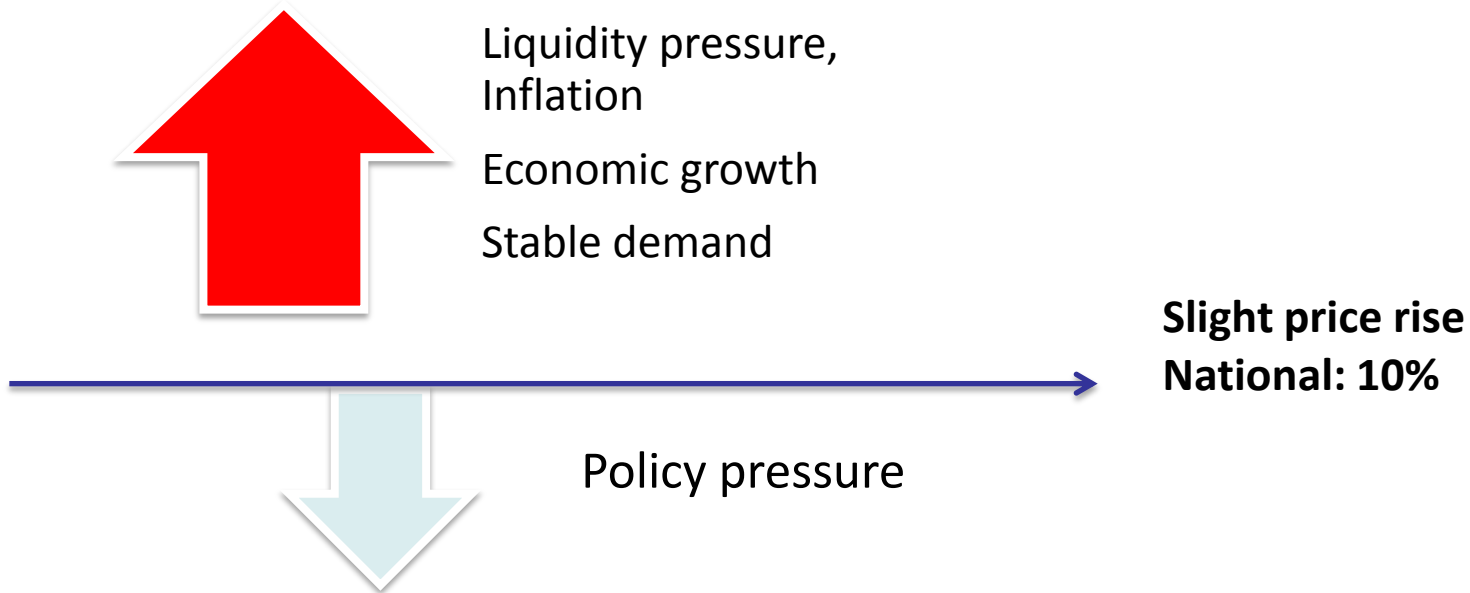 Liquidity pressure,
Inflation
Economic growth
Stable demand
Slight price rise
National: 10%
Policy pressure